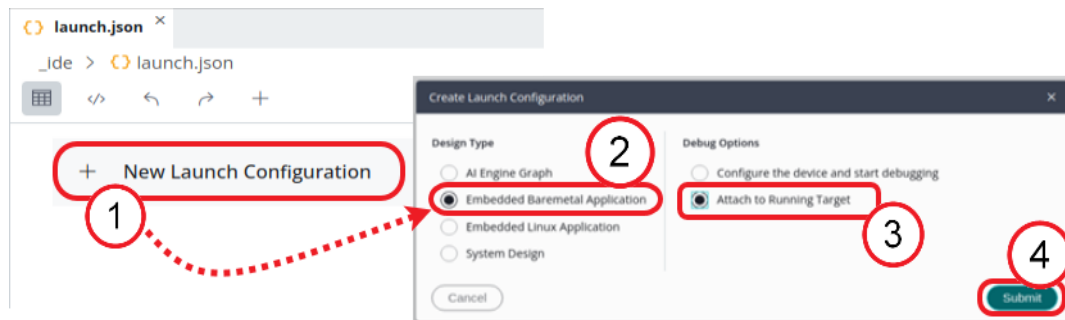 {} launch.json ×
_ide > {} launch.json
</>
+ New Launch Configuration
1
Create Launch Configuration ×
Design Type
2
AI Engine Graph
Embedded Baremetal Application
Embedded Linux Application
System Design
Debug Options
Configure the device and start debugging
Attach to Running Target
3
4
Cancel
Submit